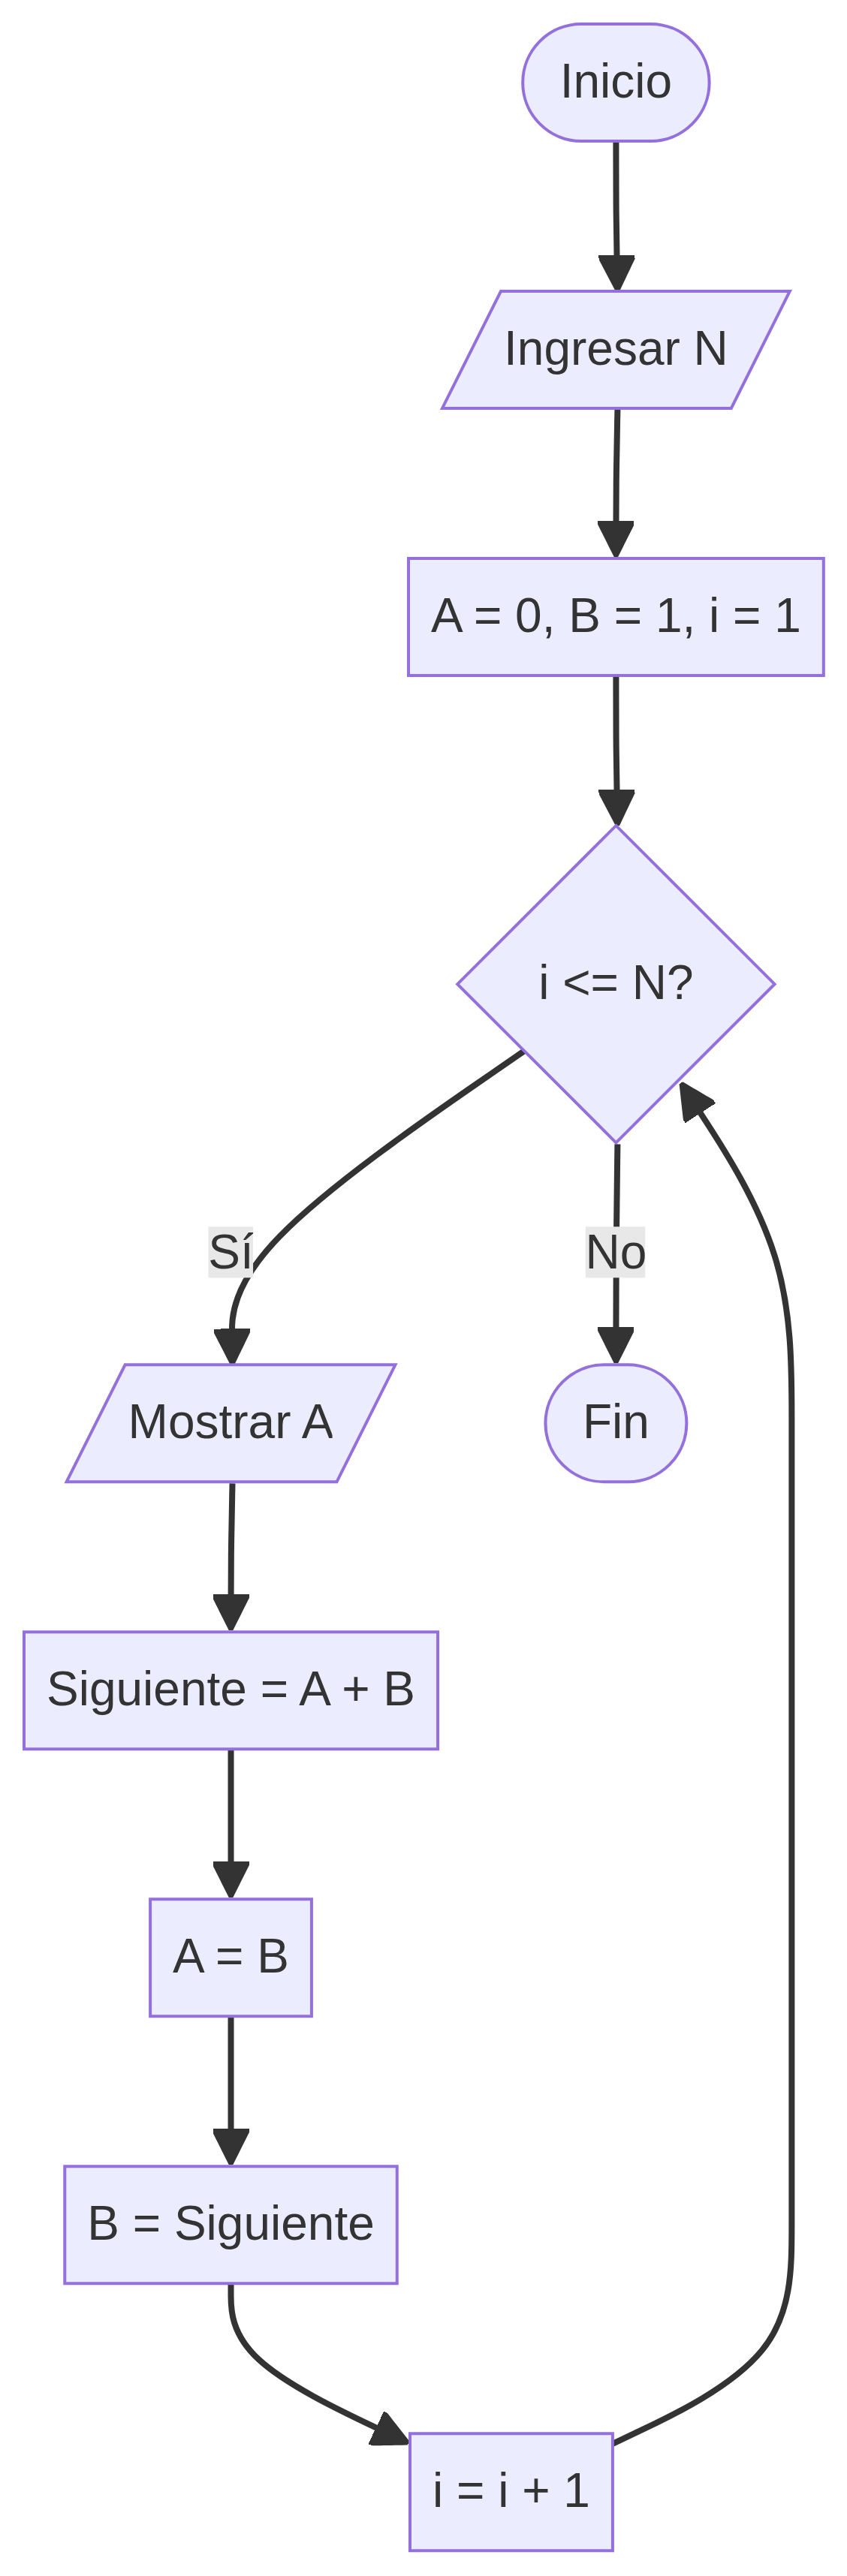 Inicio
Ingresar N
A = 0, B = 1, i = 1
i <= N?
Sí
No
Mostrar A
Fin
Siguiente = A + B
A = B
B = Siguiente
i = i + 1